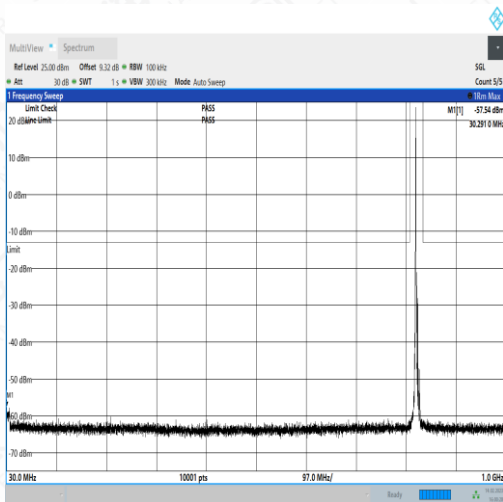 MultiView Spectrum
Ref Level 25.00 dBm Offset 9.32 dB RBW 100 kHz SGL
Att 30 dB SWT 1 s VBW 300 kHz Mode Auto Sweep Count 5/5
1 Frequency Sweep 1Rm Max
Limit Check PASS M1[1] -57.54 dBm
20 dBm Line Limit PASS 30.291 0 MHz
10 dBm
0 dBm
-10 dBm
Limit
-20 dBm
-30 dBm
-40 dBm
-50 dBm
M1
-60 dBm
-70 dBm
30.0 MHz 10001 pts 97.0 MHz/ 1.0 GHz
Ready